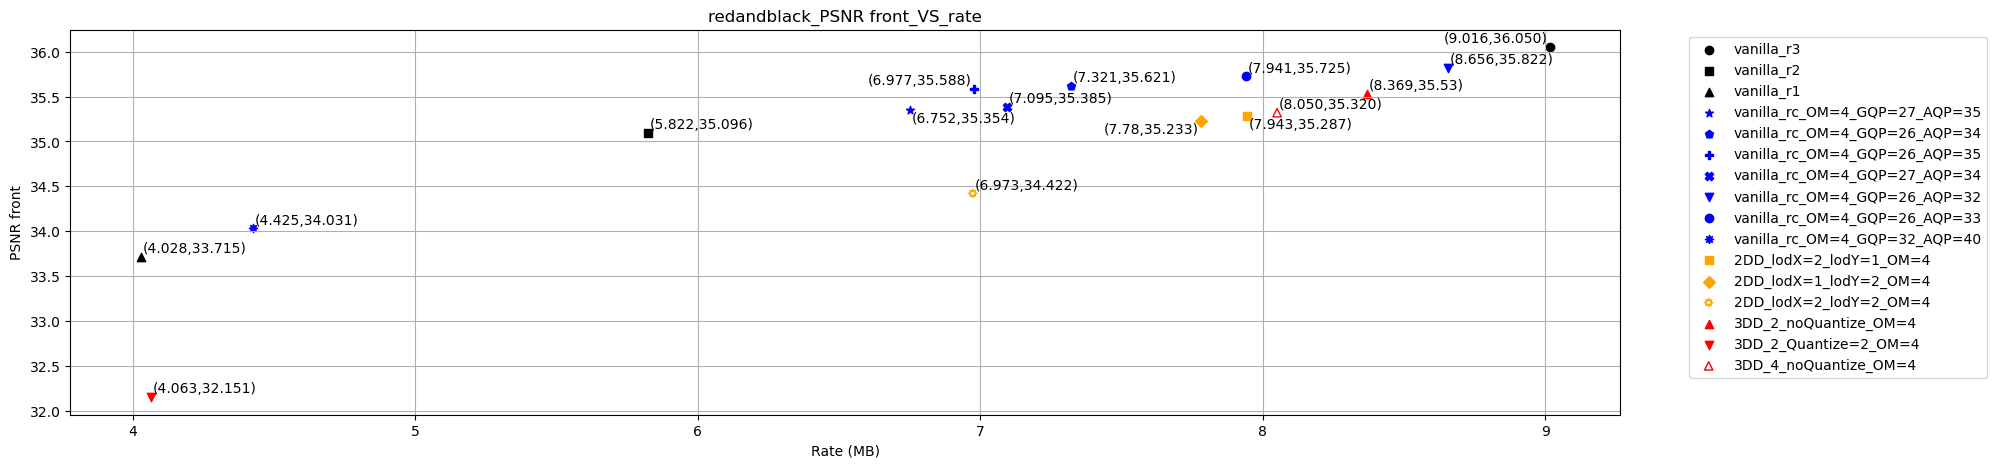 redandblack_PSNR front_VS_rate
PSNR front
36.0
35.5
35.0
34.5
34.0
33.5
33.0
32.5
32.0
(9.016,36.050)
(8.656,35.822)
(7.941,35.725)
(7.321,35.621)
(6.977,35.588)
(8.369,35.53)
(7.095,35.385)
(8.050,35.320)
(6.752,35.354)
(7.943,35.287)
(7.78,35.233)
(5.822,35.096)
(6.973,34.422)
(4.425,34.031)
(4.028,33.715)
(4.063,32.151)
4
5
6
7
8
9
Rate (MB)
vanilla_r3
vanilla_r2
vanilla_r1
vanilla_rc_OM=4_GQP=27_AQP=35
vanilla_rc_OM=4_GQP=26_AQP=34
vanilla_rc_OM=4_GQP=26_AQP=35
vanilla_rc_OM=4_GQP=27_AQP=34
vanilla_rc_OM=4_GQP=26_AQP=32
vanilla_rc_OM=4_GQP=26_AQP=33
vanilla_rc_OM=4_GQP=32_AQP=40
2DD_lodX=2_lodY=1_OM=4
2DD_lodX=1_lodY=2_OM=4
2DD_lodX=2_lodY=2_OM=4
3DD_2_noQuantize_OM=4
3DD_2_Quantize=2_OM=4
3DD_4_noQuantize_OM=4